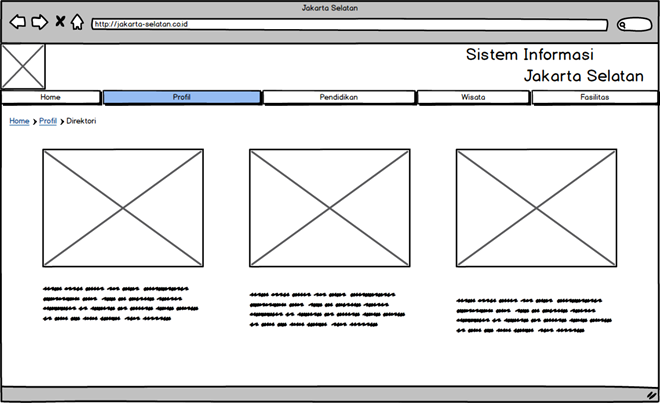 Jakarta Selatan
http://jakarta-selatan.co.id
Sistem Informasi
Jakarta Selatan
Home
Profil
Pendidikan
Wisata
Fasilitas
Home > Profil > Direktori